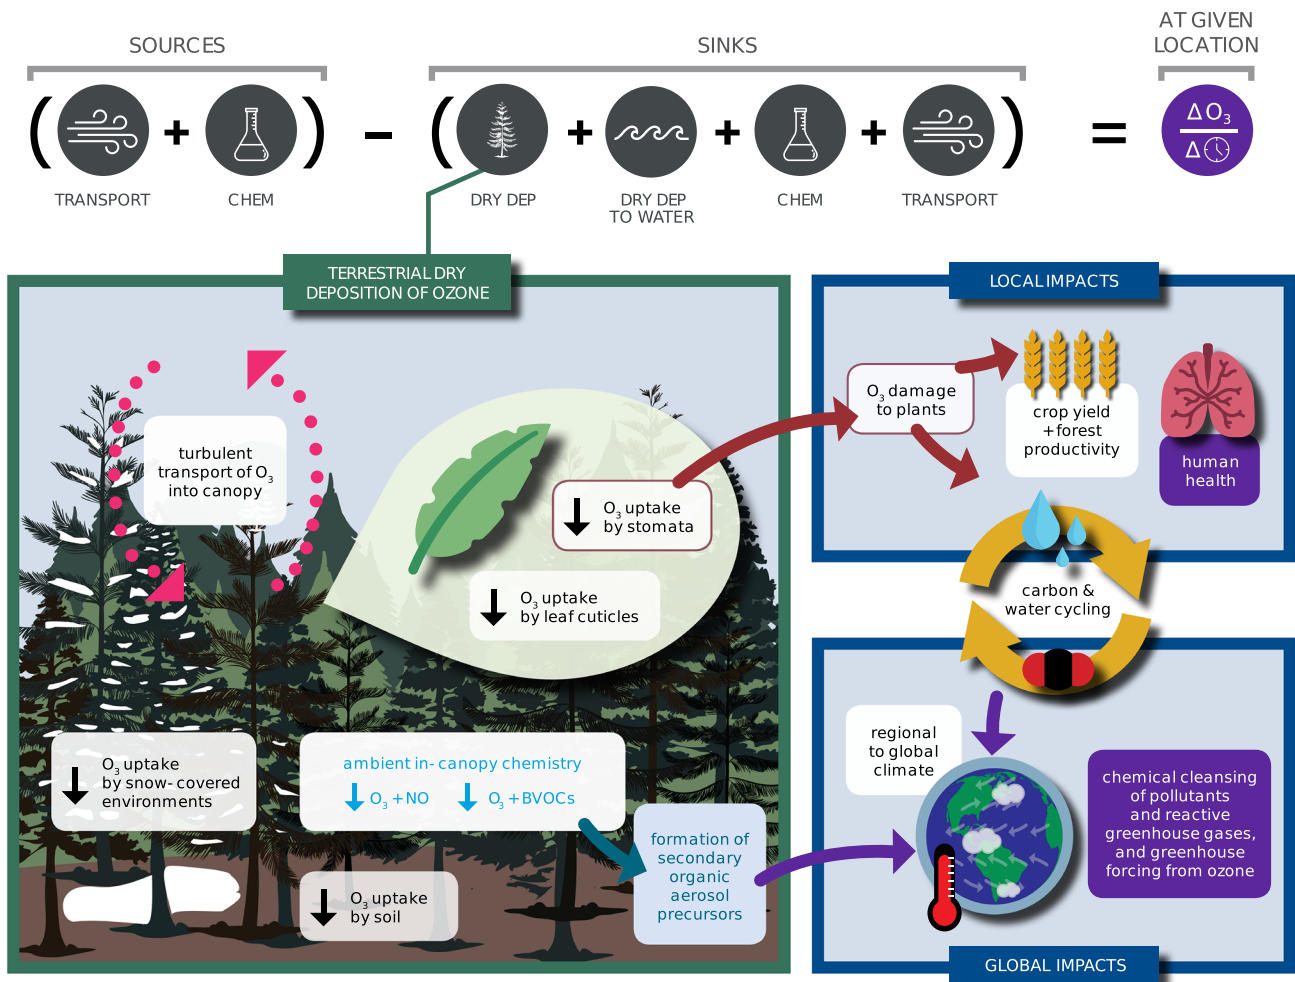 SOURCES
SINKS
AT GIVEN
LOCATION
( + ) - ( + + + ) =
Δ O₃
Δ
TRANSPORT
CHEM
DRY DEP
DRY DEP
TO WATER
CHEM
TRANSPORT
TERRESTRIAL DRY
DEPOSITION OF OZONE
turbulent
transport of O₃
into canopy
O₃ uptake
by stomata
O₃ uptake
by leaf cuticles
O₃ uptake
by snow- covered
environments
ambient in- canopy chemistry
O₃ + NO
O₃ + BVOCs
O₃ uptake
by soil
formation of
secondary
organic
aerosol
precursors
LOCAL IMPACTS
O₃ damage
to plants
crop yield
+ forest
productivity
human
health
carbon &
water cycling
regional
to global
climate
chemical cleansing
of pollutants
and reactive
greenhouse gases,
and greenhouse
forcing from ozone
GLOBAL IMPACTS